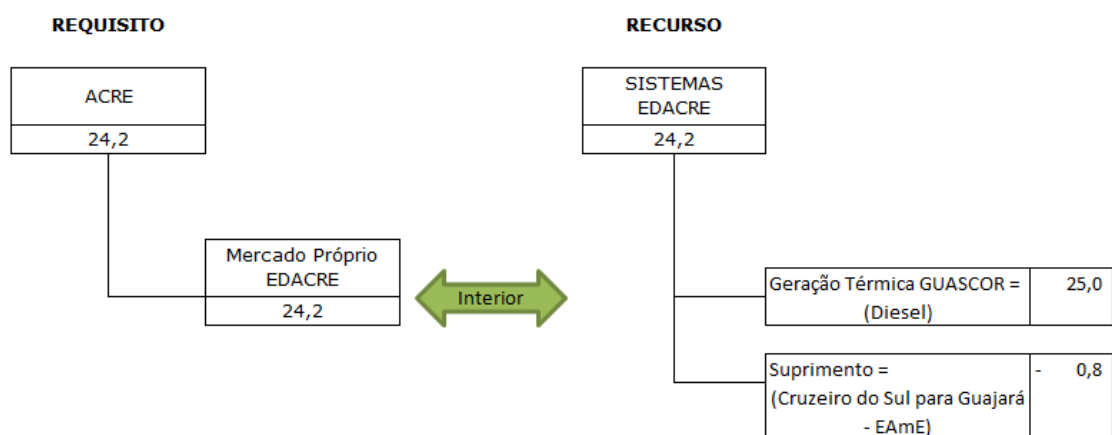 REQUISITO
RECURSO
ACRE
24,2
SISTEMAS
EDACRE
24,2
Mercado Próprio
EDACRE
24,2
Interior
Geração Térmica GUASCOR =
(Diesel)
25,0
Suprimento =
(Cruzeiro do Sul para Guajará
- EAmE)
- 0,8